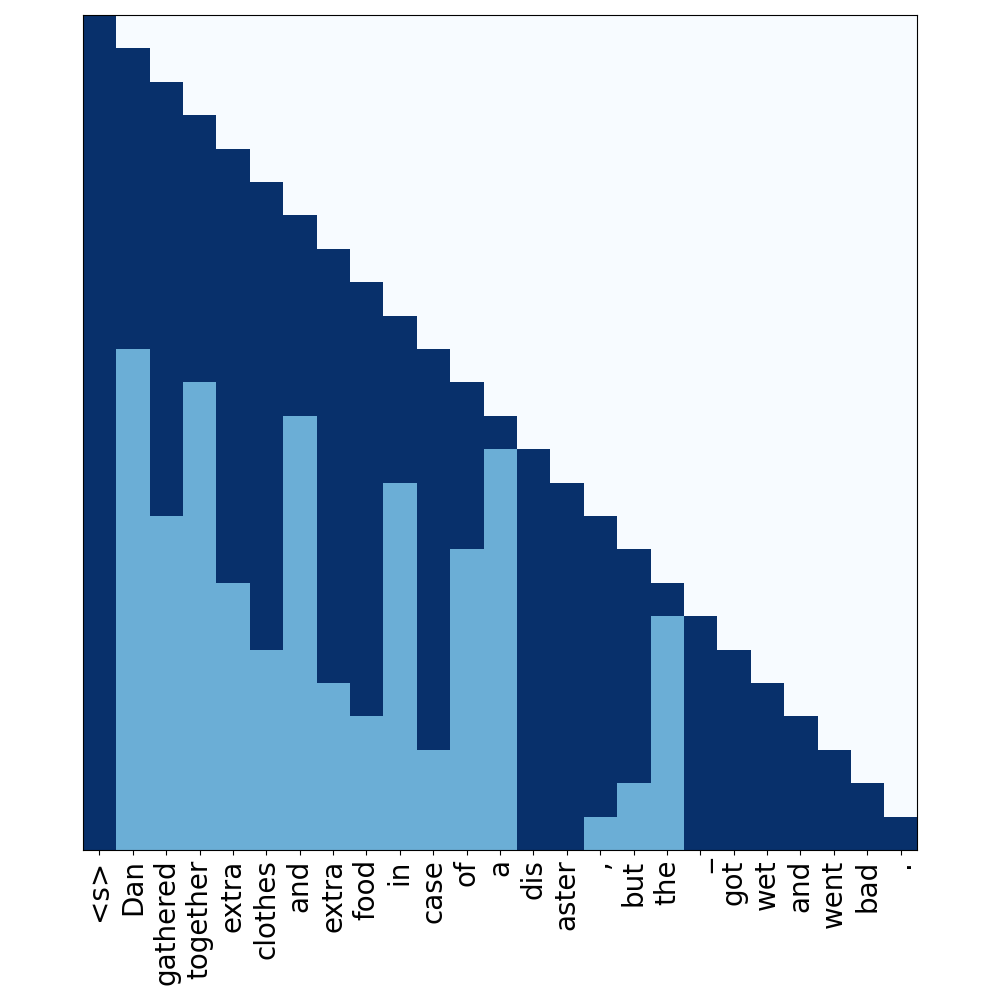 <s> Dan gathered together extra clothes and extra food in case of a dis aster , but the _ got wet and went bad .